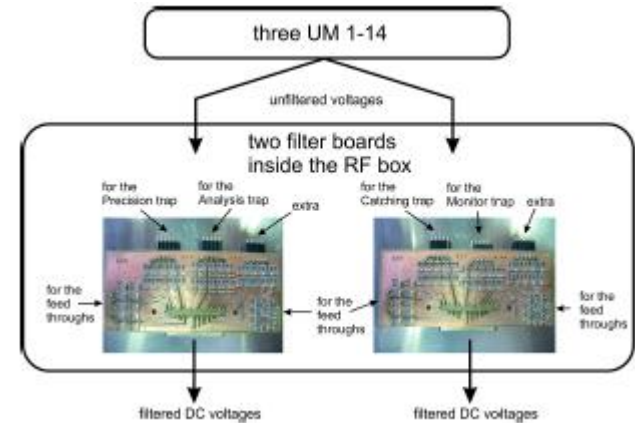 three UM 1-14
unfiltered voltages
two filter boards
inside the RF box
for the
Precision trap
for the
Analysis trap
extra
for the
Catching trap
for the
Monitor trap
extra
for the
feed
throughs
for the
feed
throughs
for the
feed
throughs
filtered DC voltages
filtered DC voltages